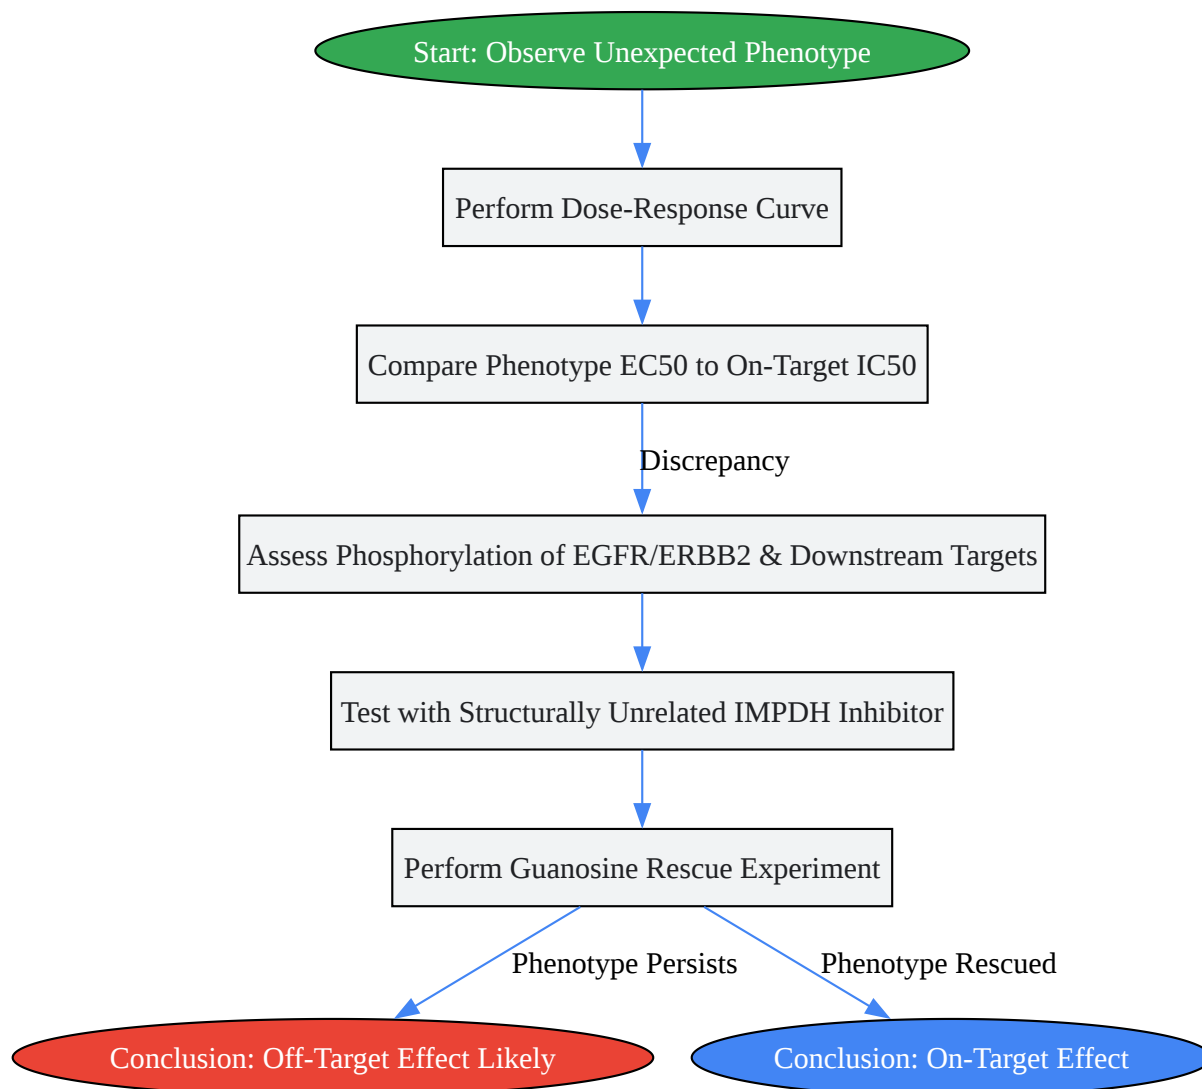 Start: Observe Unexpected Phenotype
Perform Dose-Response Curve
Compare Phenotype EC50 to On-Target IC50
Discrepancy
Assess Phosphorylation of EGFR/ERBB2 & Downstream Targets
Test with Structurally Unrelated IMPDH Inhibitor
Perform Guanosine Rescue Experiment
Phenotype Persists
Phenotype Rescued
Conclusion: Off-Target Effect Likely
Conclusion: On-Target Effect